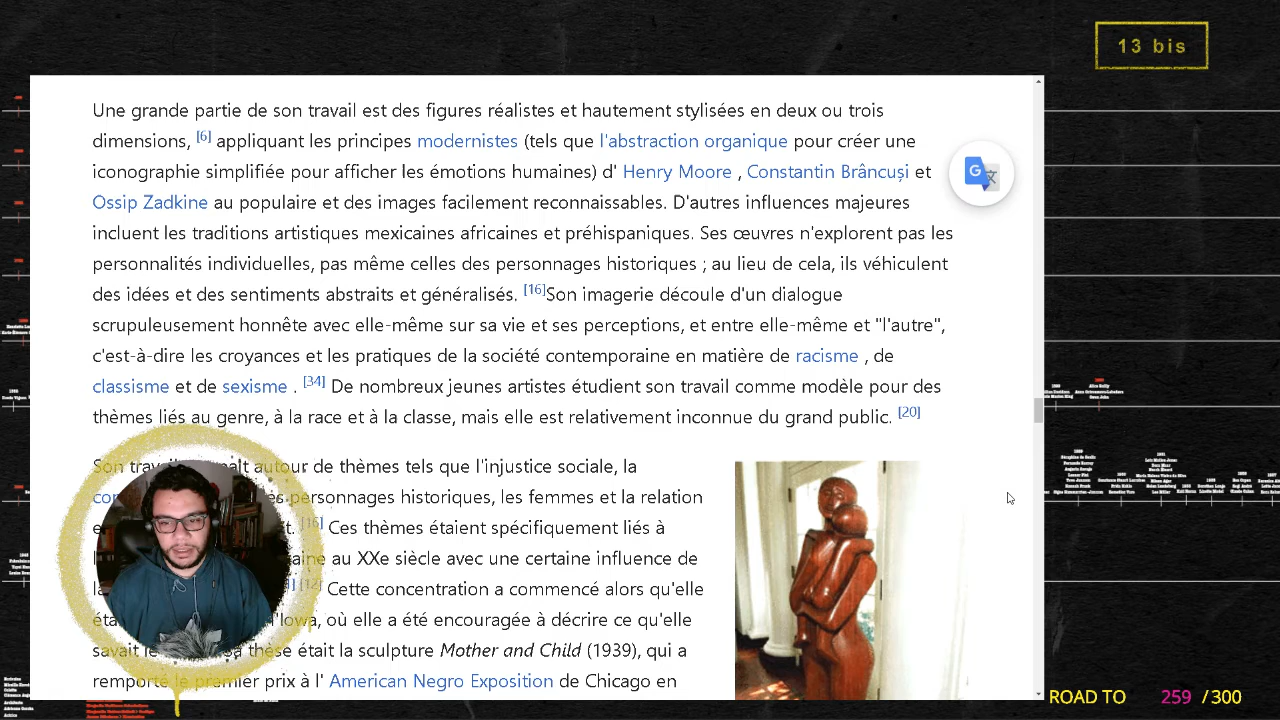 13 bis
Une grande partie de son travail est des figures réalistes et hautement stylisées en deux ou trois
dimensions, [6] appliquant les principes modernistes (tels que l'abstraction organique pour créer une
iconographie simplifiée pour afficher les émotions humaines) d' Henry Moore , Constantin Brâncuși et
Ossip Zadkine au populaire et des images facilement reconnaissables. D'autres influences majeures
incluent les traditions artistiques mexicaines africaines et préhispaniques. Ses œuvres n'explorent pas les
personnalités individuelles, pas même celles des personnages historiques ; au lieu de cela, ils véhiculent
des idées et des sentiments abstraits et généralisés. [16]Son imagerie découle d'un dialogue
scrupuleusement honnête avec elle-même sur sa vie et ses perceptions, et entre elle-même et "l'autre",
c'est-à-dire les croyances et les pratiques de la société contemporaine en matière de racisme , de
classisme et de sexisme . [34] De nombreux jeunes artistes étudient son travail comme modèle pour des
thèmes liés au genre, à la race et à la classe, mais elle est relativement inconnue du grand public. [20]
Son autour de thèmes tels que l'injustice sociale, la
personnages historiques, les femmes et la relation
[16] Ces thèmes étaient spécifiquement liés à
au XXe siècle avec une certaine influence de
Cette concentration a commencé alors qu'elle
l'Iowa, où elle a été encouragée à décrire ce qu'elle
thèse était la sculpture Mother and Child (1939), qui a
remporté le premier prix à l' American Negro Exposition de Chicago en
ROAD TO 259 /300